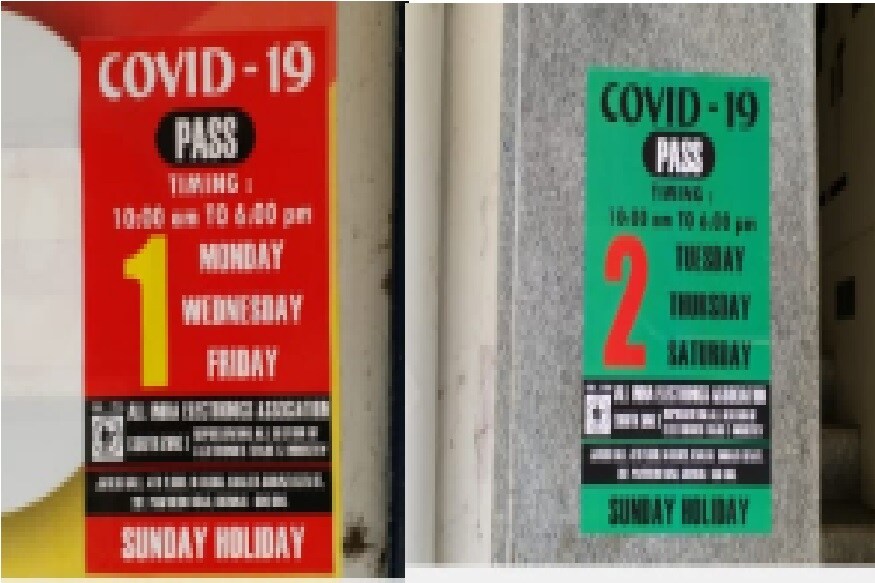 COVID - 19
PASS
TIMING :
10:00 am TO 6:00 pm
1
MONDAY
WEDNESDAY
FRIDAY
ALL INDIA ELECTRONICS ASSOCIATION
SUNDAY HOLIDAY
COVID - 19
PASS
TIMING :
10:00 am TO 6:00 pm
2
TUESDAY
THURSDAY
SATURDAY
ALL INDIA ELECTRONICS ASSOCIATION
SUNDAY HOLIDAY